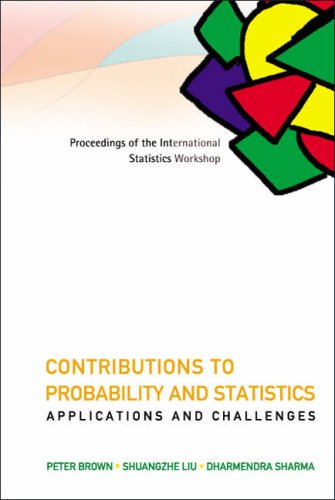 Proceedings of the International
Statistics Workshop
CONTRIBUTIONS TO
PROBABILITY AND STATISTICS
APPLICATIONS AND CHALLENGES
PETER BROWN • SHUANGZHE LIU • DHARMENDRA SHARMA